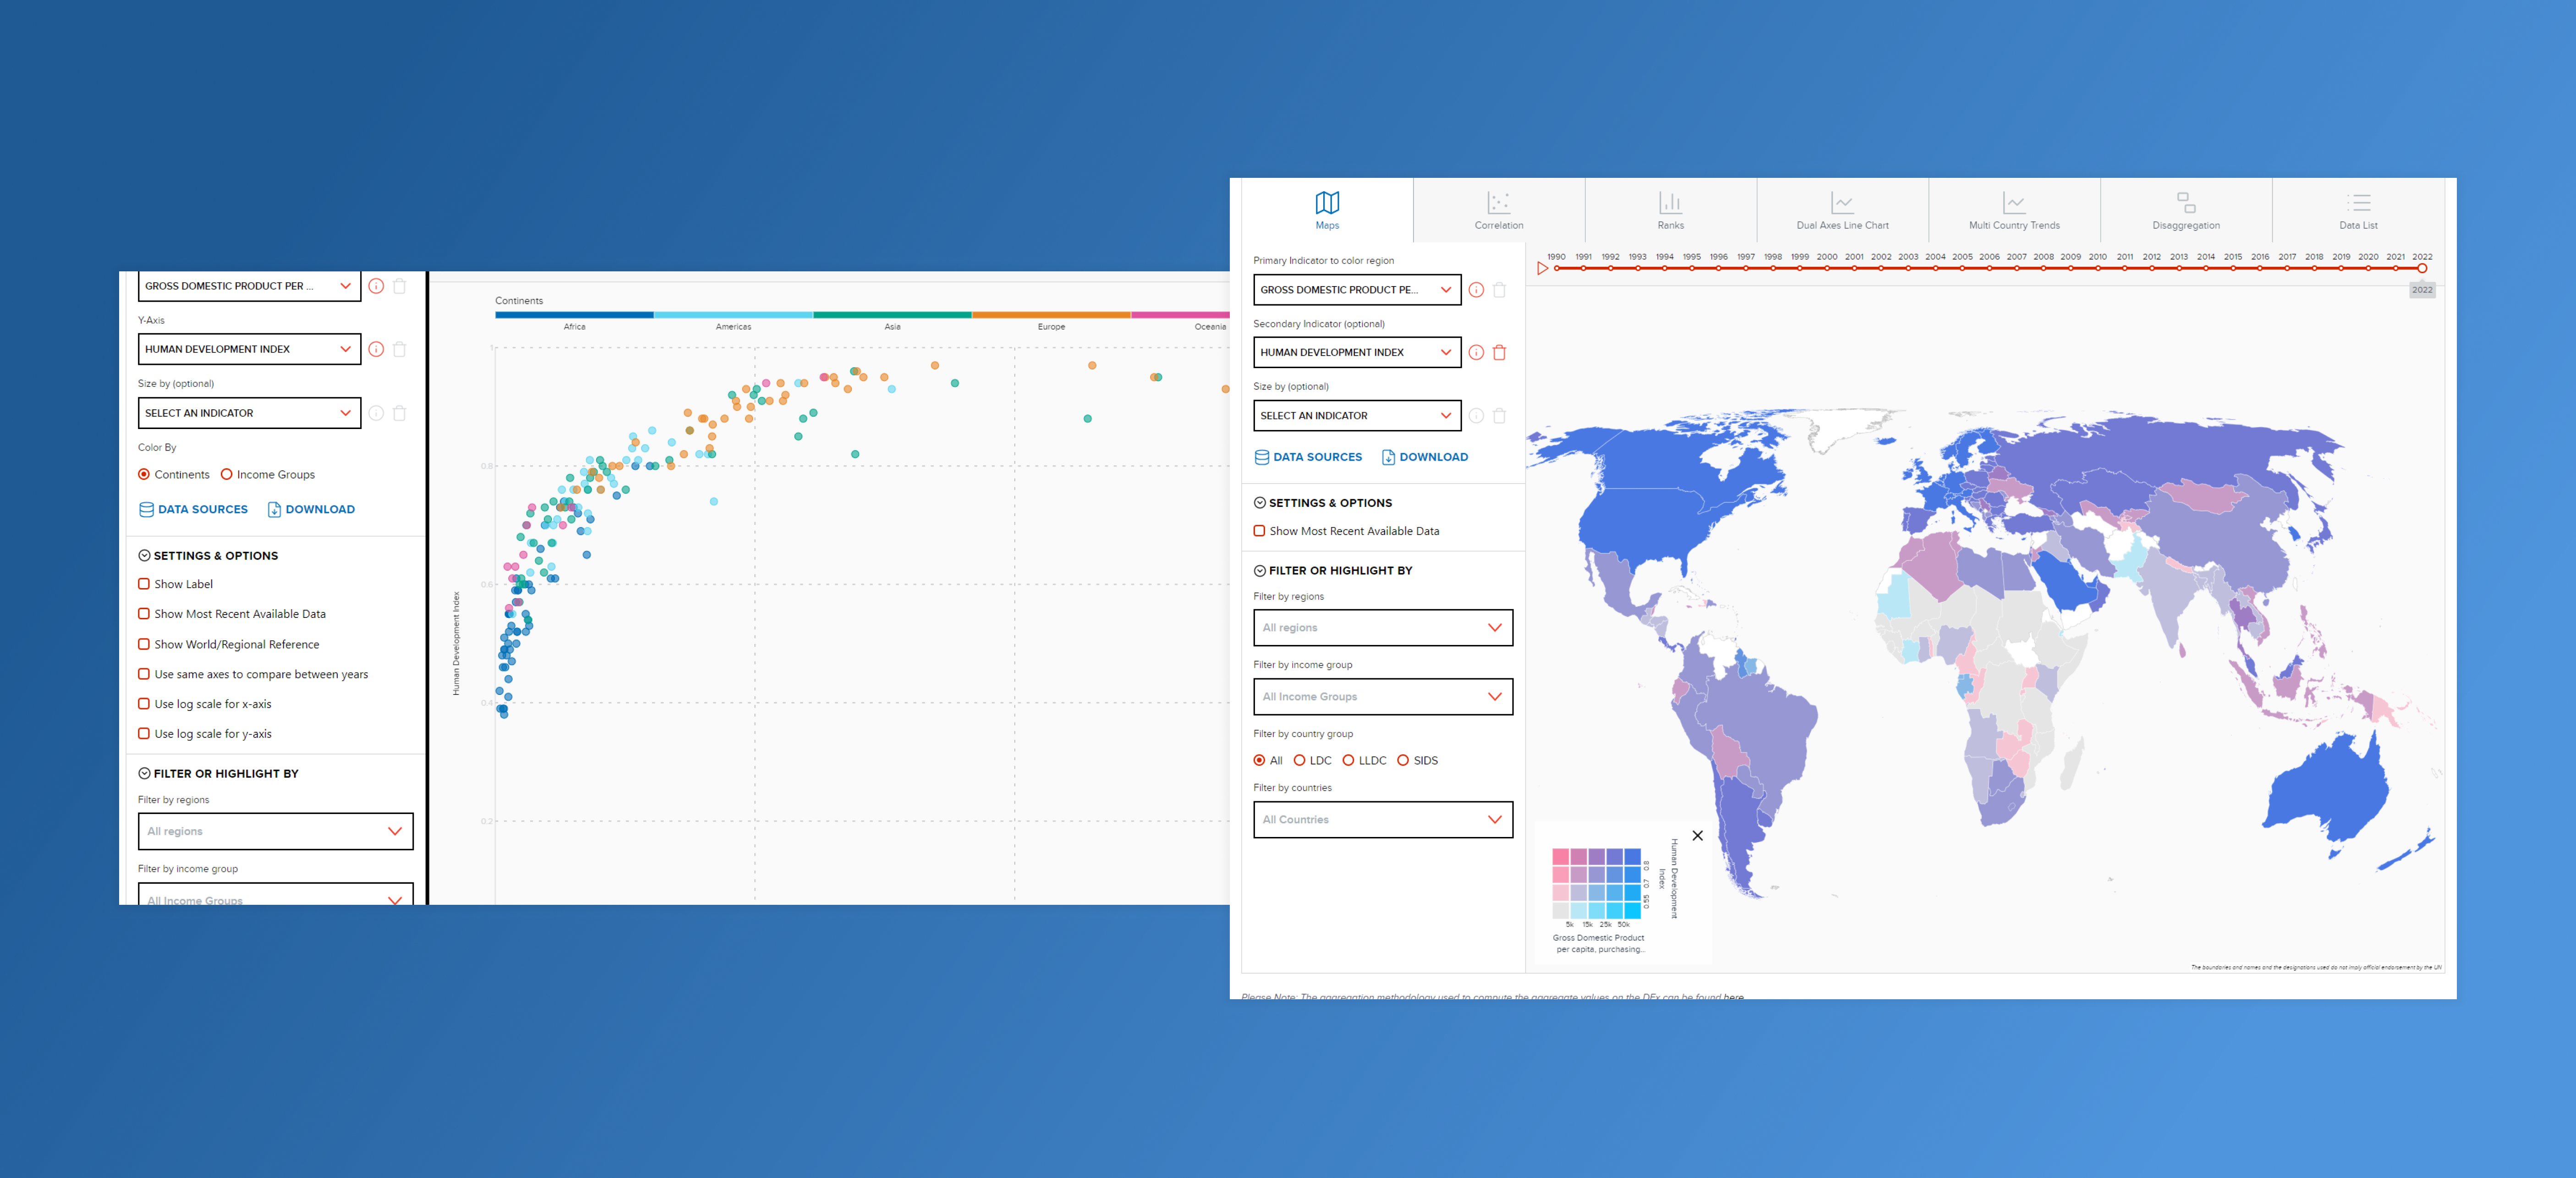 GROSS DOMESTIC PRODUCT PER ...
Y-Axis
HUMAN DEVELOPMENT INDEX
Size by (optional)
SELECT AN INDICATOR
Color By
Continents Income Groups
DATA SOURCES DOWNLOAD
SETTINGS & OPTIONS
Show Label
Show Most Recent Available Data
Show World/Regional Reference
Use same axes to compare between years
Use log scale for x-axis
Use log scale for y-axis
FILTER OR HIGHLIGHT BY
Filter by regions
All regions
Filter by income group
All Income Groups
Continents
Africa Americas Asia Europe Oceania
1
0.8
0.6
0.4
0.2
Human Development Index
Maps Correlation Ranks Dual Axes Line Chart Multi Country Trends Disaggregation Data List
Primary Indicator to color region
GROSS DOMESTIC PRODUCT PE...
Secondary Indicator (optional)
HUMAN DEVELOPMENT INDEX
Size by (optional)
SELECT AN INDICATOR
DATA SOURCES DOWNLOAD
SETTINGS & OPTIONS
Show Most Recent Available Data
FILTER OR HIGHLIGHT BY
Filter by regions
All regions
Filter by income group
All Income Groups
Filter by country group
All LDC LLDC SIDS
Filter by countries
All Countries
1990 1991 1992 1993 1994 1995 1996 1997 1998 1999 2000 2001 2002 2003 2004 2005 2006 2007 2008 2009 2010 2011 2012 2013 2014 2015 2016 2017 2018 2019 2020 2021 2022
2022
Human Development
Index
0.8
0.7
0.55
5k 15k 25k 50k
Gross Domestic Product
per capita, purchasing...
The boundaries and names and the designations used do not imply official endorsement by the UN
Please Note: The aggregation methodology used to compute the aggregate values on the DFx can be found here